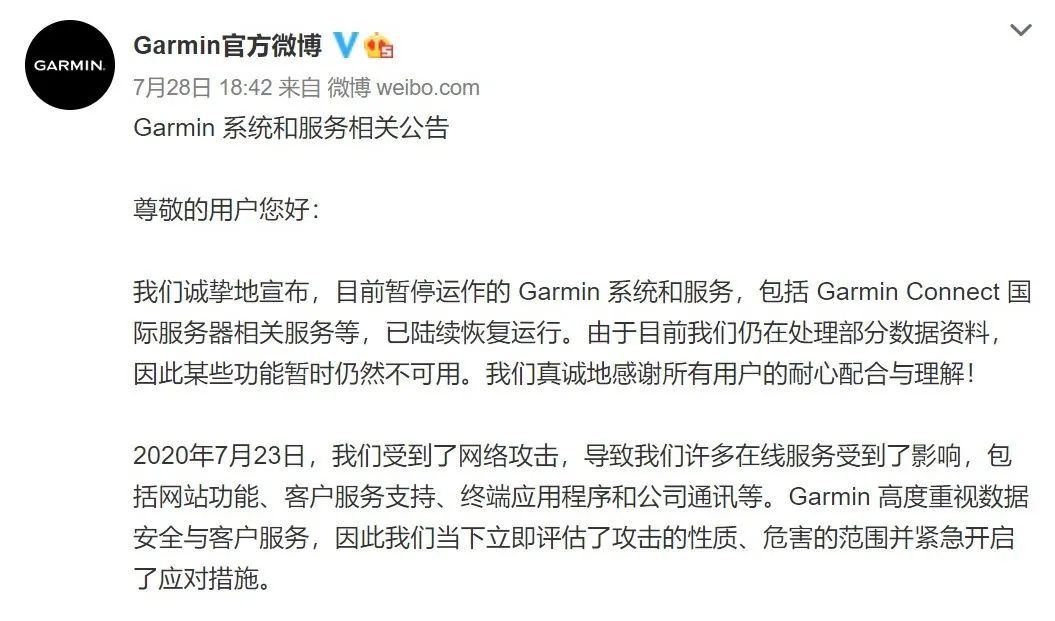 GARMIN.
Garmin官方微博
7月28日 18:42 来自 微博 weibo.com
Garmin 系统和服务相关公告
尊敬的用户您好：
我们诚挚地宣布，目前暂停运作的 Garmin 系统和服务，包括 Garmin Connect 国
际服务器相关服务等，已陆续恢复运行。由于目前我们仍在处理部分数据资料，
因此某些功能暂时仍然不可用。我们真诚地感谢所有用户的耐心配合与理解！
2020年7月23日，我们受到了网络攻击，导致我们许多在线服务受到了影响，包
括网站功能、客户服务支持、终端应用程序和公司通讯等。Garmin 高度重视数据
安全与客户服务，因此我们当下立即评估了攻击的性质、危害的范围并紧急开启
了应对措施。